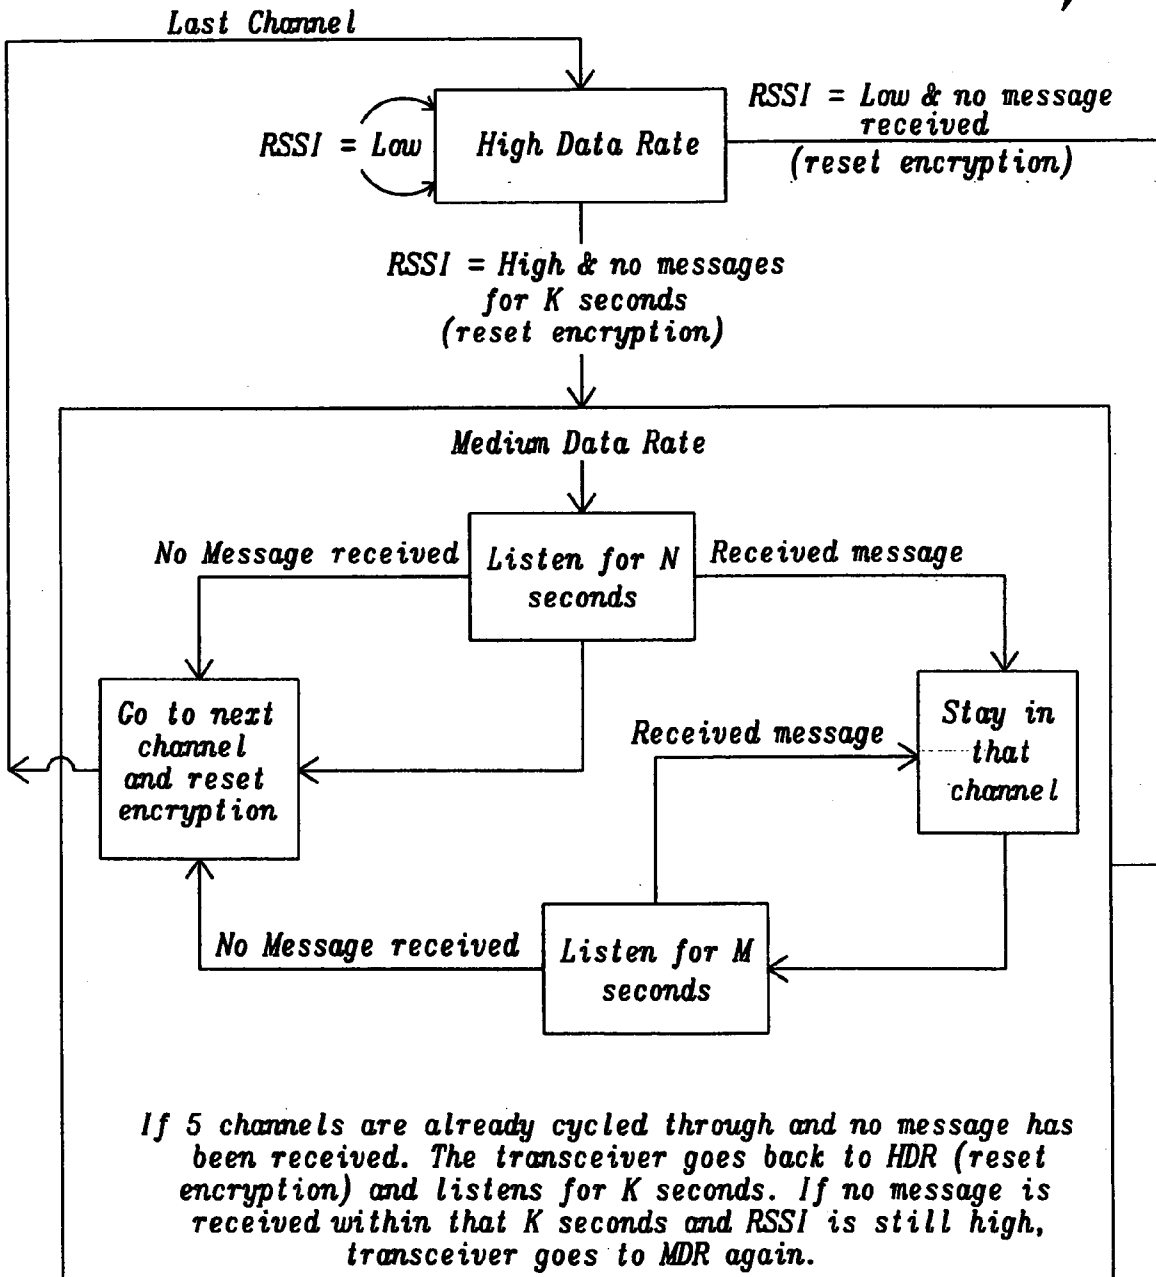 Last Channel
RSSI = Low
High Data Rate
RSSI = Low & no message
received
(reset encryption)
RSSI = High & no messages
for K seconds
(reset encryption)
Medium Data Rate
No Message received
Listen for N
seconds
Received message
Go to next
channel
and reset
encryption
Received message
Stay in
that
channel
No Message received
Listen for M
seconds
If 5 channels are already cycled through and no message has
been received. The transceiver goes back to HDR (reset
encryption) and listens for K seconds. If no message is
received within that K seconds and RSSI is still high,
transceiver goes to MDR again.